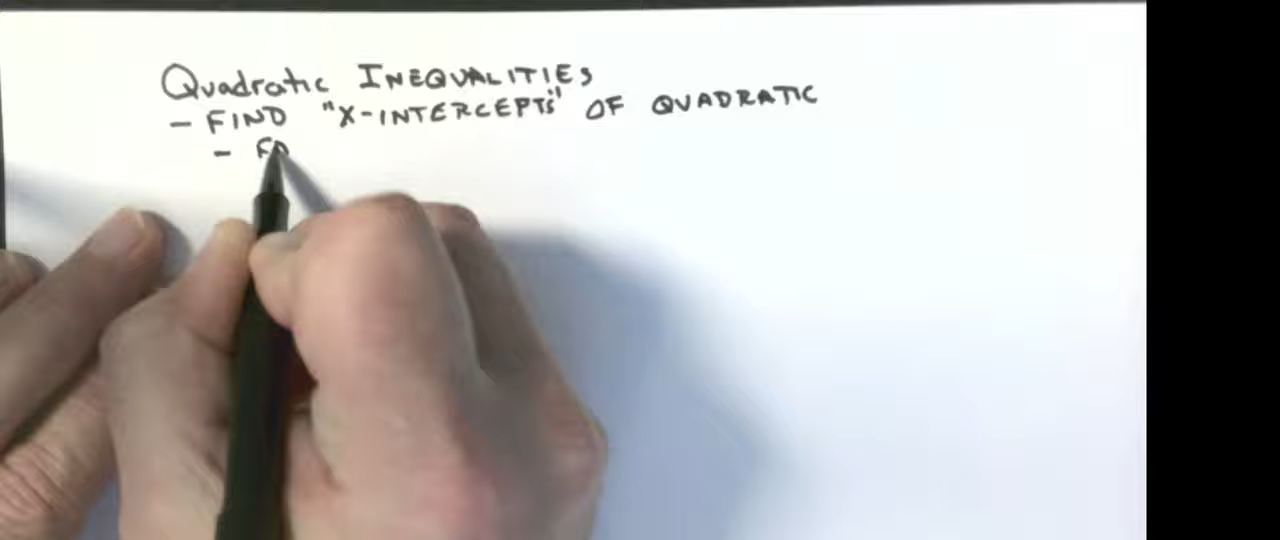 Quadratic INEQUALITIES
- FIND "X-INTERCEPTS" OF QUADRATIC
-